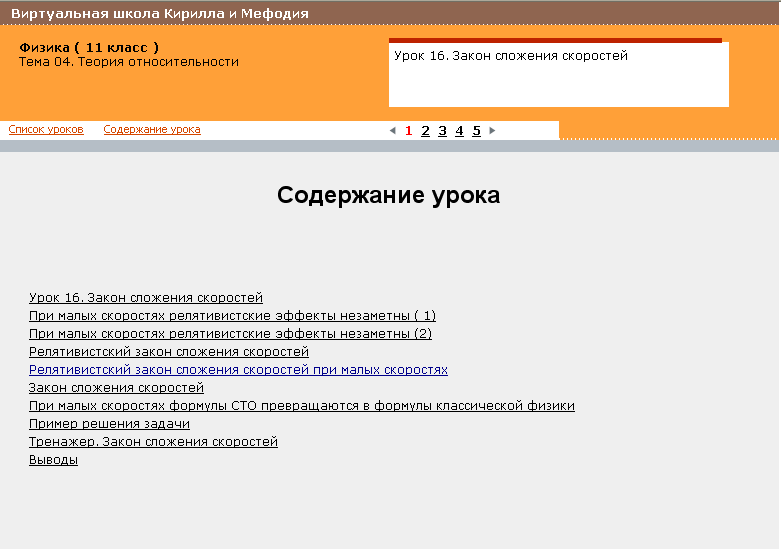 Виртуальная школа Кирилла и Мефодия
Физика ( 11 класс )
Тема 04. Теория относительности
Урок 16. Закон сложения скоростей
Список уроков Содержание урока 1 2 3 4 5
Содержание урока
Урок 16. Закон сложения скоростей
При малых скоростях релятивистские эффекты незаметны ( 1)
При малых скоростях релятивистские эффекты незаметны (2)
Релятивистский закон сложения скоростей
Релятивистский закон сложения скоростей при малых скоростях
Закон сложения скоростей
При малых скоростях формулы СТО превращаются в формулы классической физики
Пример решения задачи
Тренажер. Закон сложения скоростей
Выводы